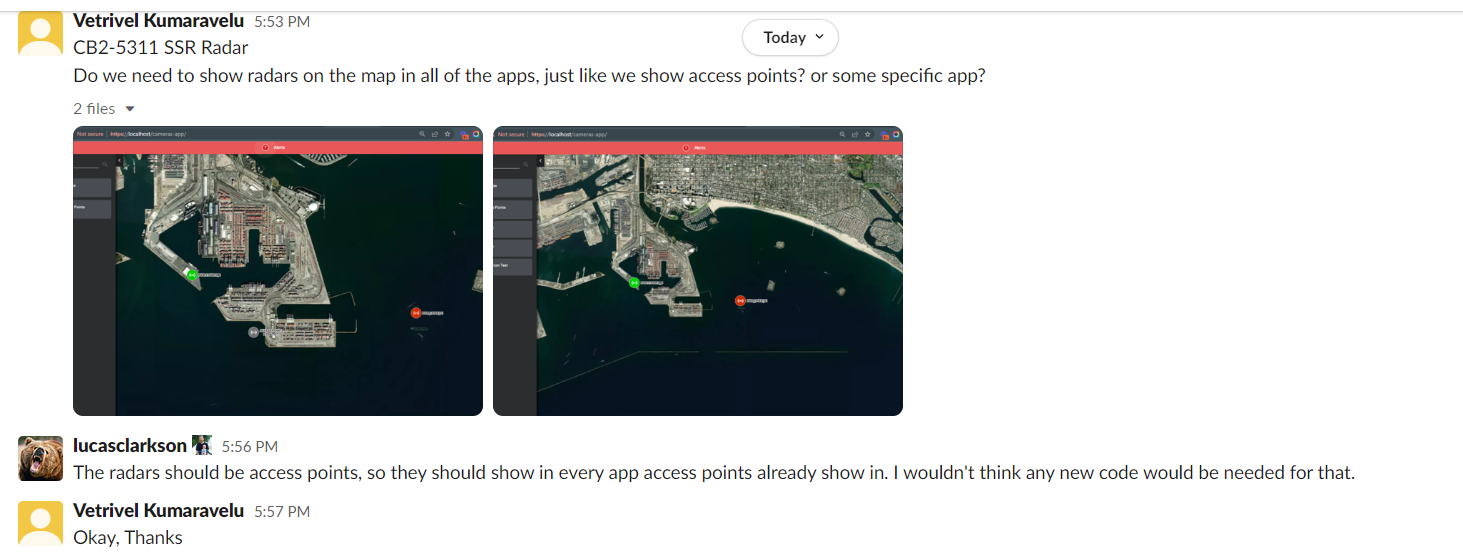 Vetrivel Kumaravelu 5:53 PM
Today
CB2-5311 SSR Radar
Do we need to show radars on the map in all of the apps, just like we show access points? or some specific app?
2 files
Not secure | https://localhost/cameras-app/
Alerts
Points
Not secure | https://localhost/cameras-app/
Alerts
Points
lucasclarkson 5:56 PM
The radars should be access points, so they should show in every app access points already show in. I wouldn't think any new code would be needed for that.
Vetrivel Kumaravelu 5:57 PM
Okay, Thanks